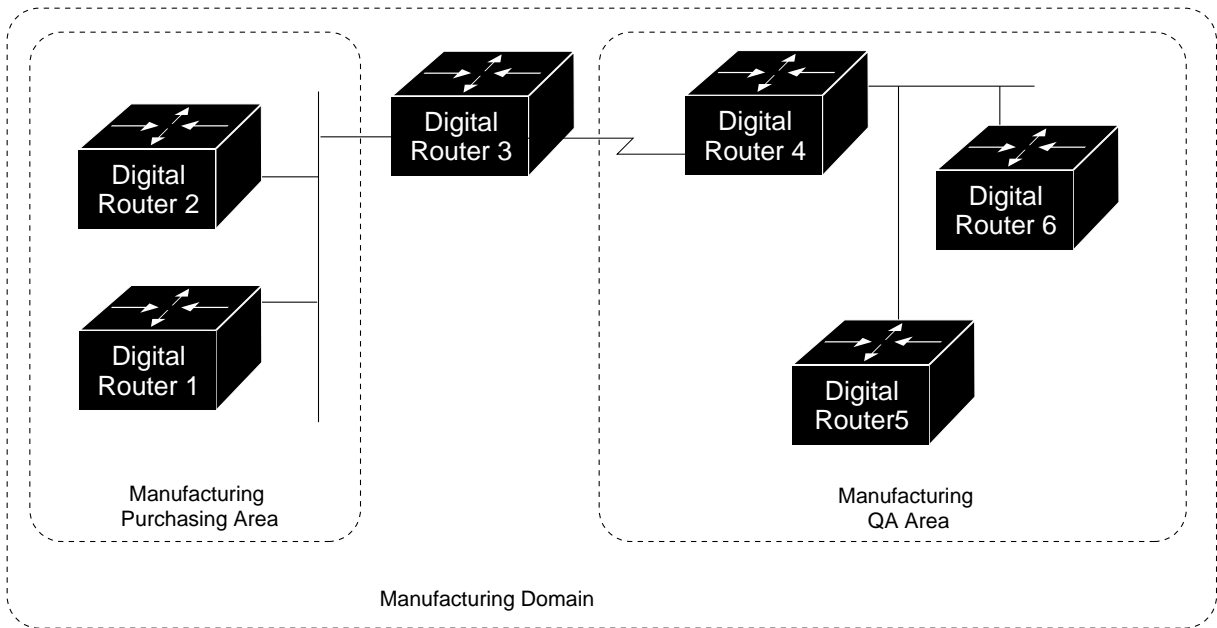 Digital
Router 3
Digital
Router 4
Digital
Router 2
Digital
Router 6
Digital
Router 1
Digital
Router5
Manufacturing
Purchasing Area
Manufacturing
QA Area
Manufacturing Domain